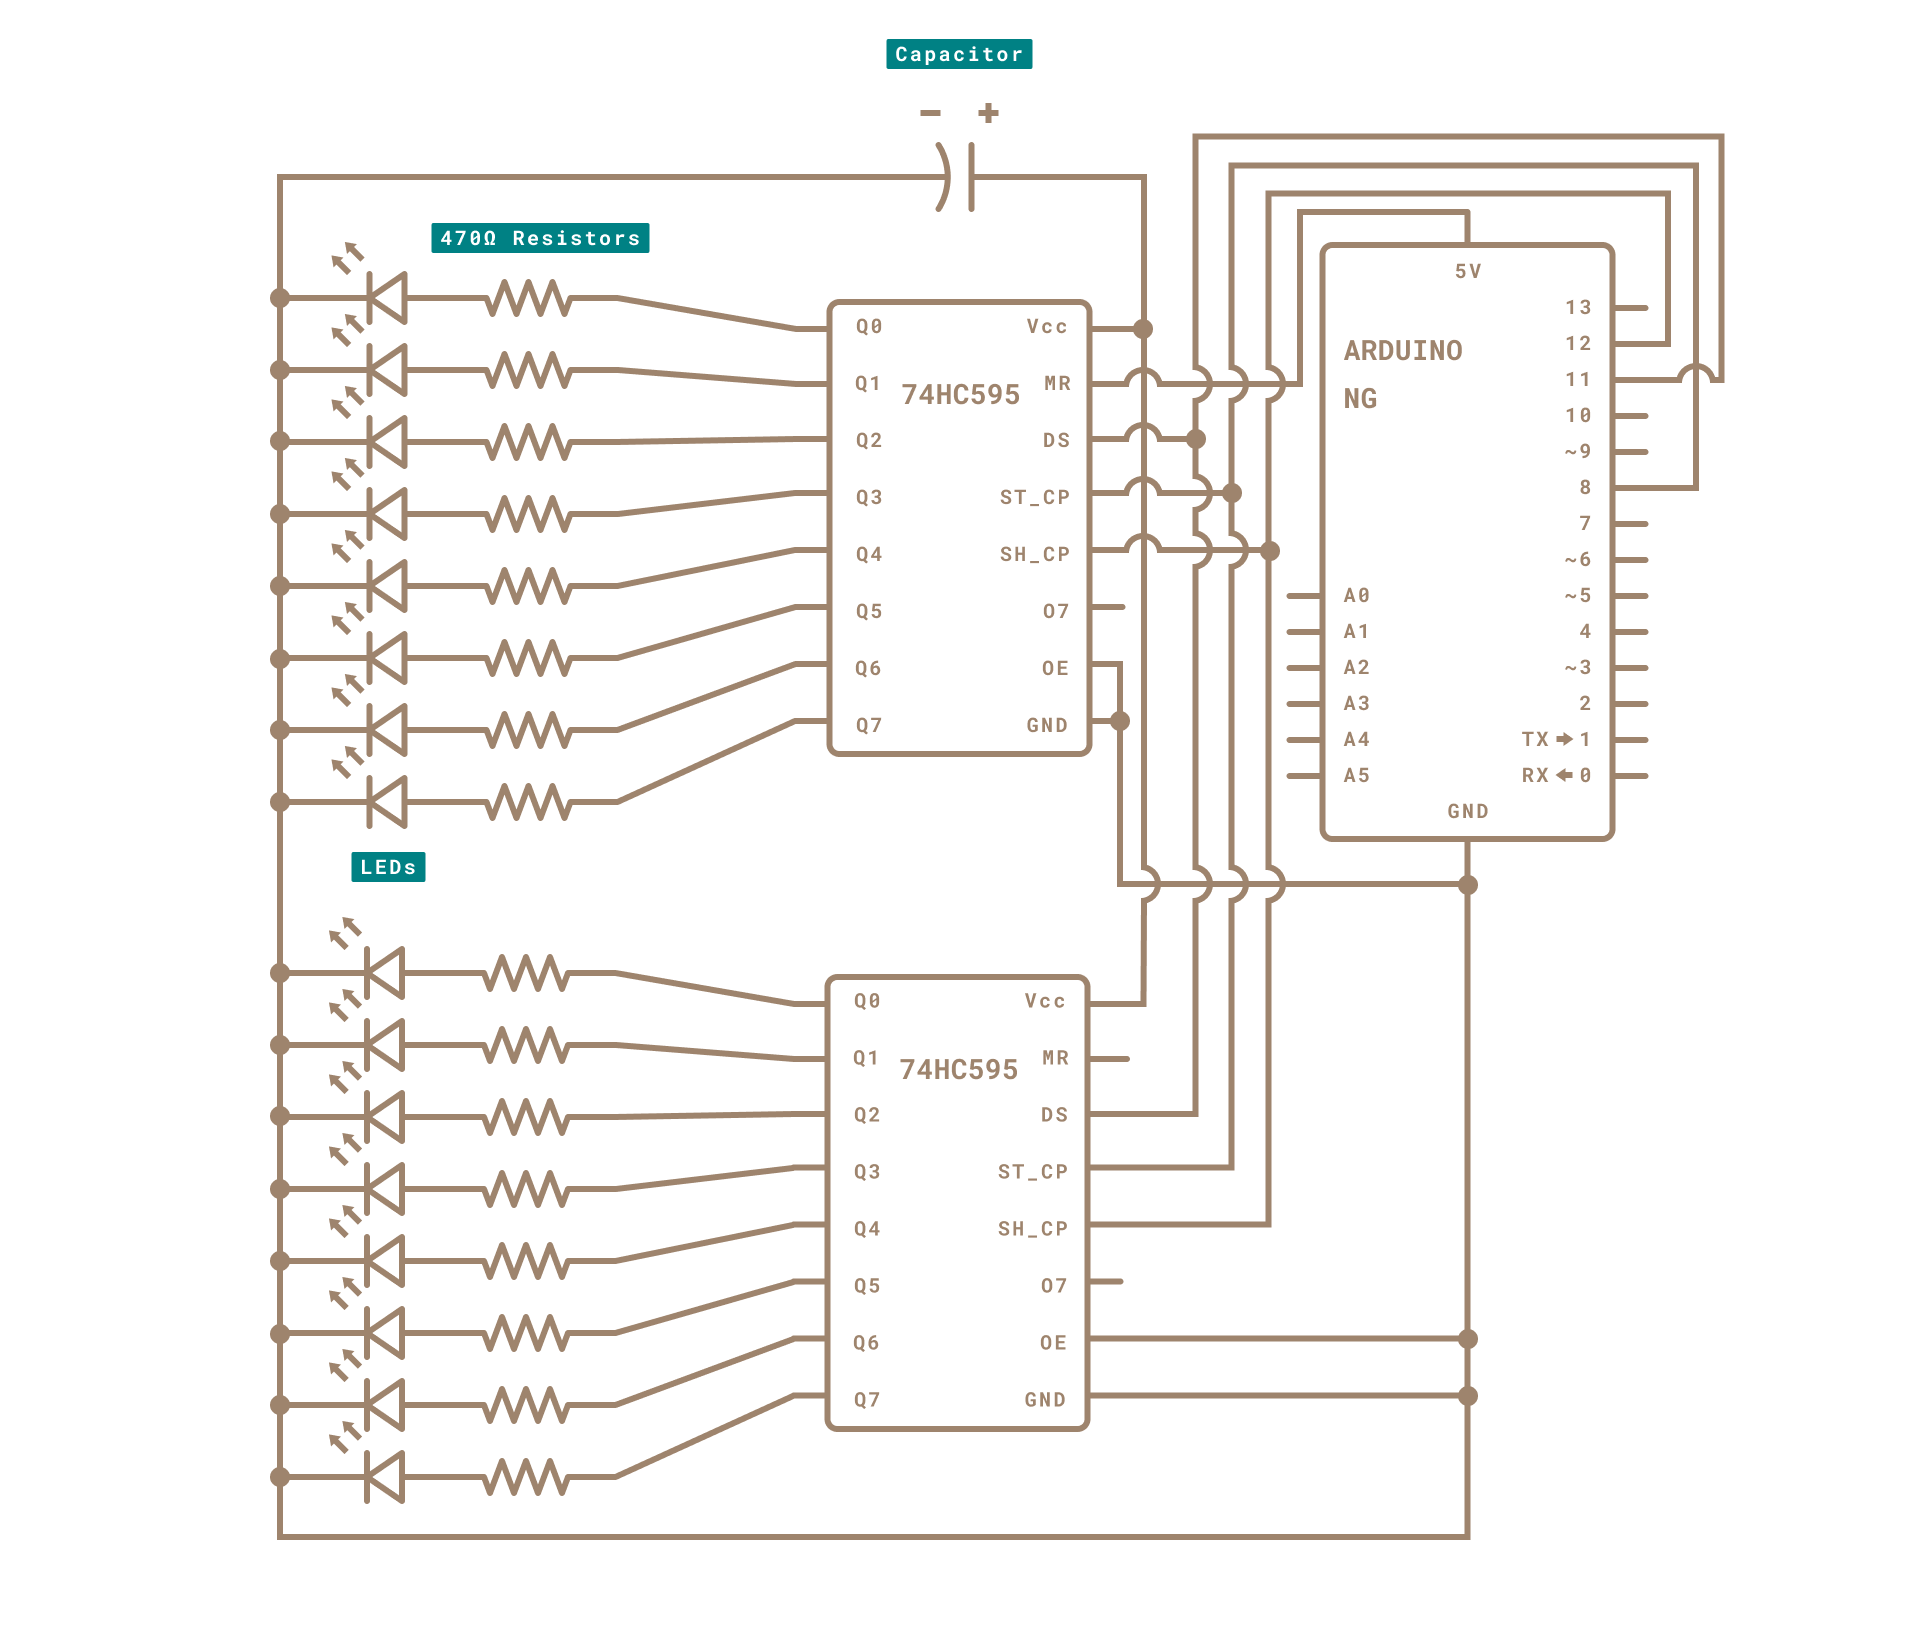 Capacitor
− +
470Ω Resistors
5V
13
12
11
10
~9
8
7
~6
~5
4
~3
2
TX → 1
RX ← 0
ARDUINO
NG
A0
A1
A2
A3
A4
A5
GND
Q0 Vcc
Q1 MR
74HC595
Q2 DS
Q3 ST_CP
Q4 SH_CP
Q5 O7
Q6 OE
Q7 GND
LEDs
Q0 Vcc
Q1 MR
74HC595
Q2 DS
Q3 ST_CP
Q4 SH_CP
Q5 O7
Q6 OE
Q7 GND